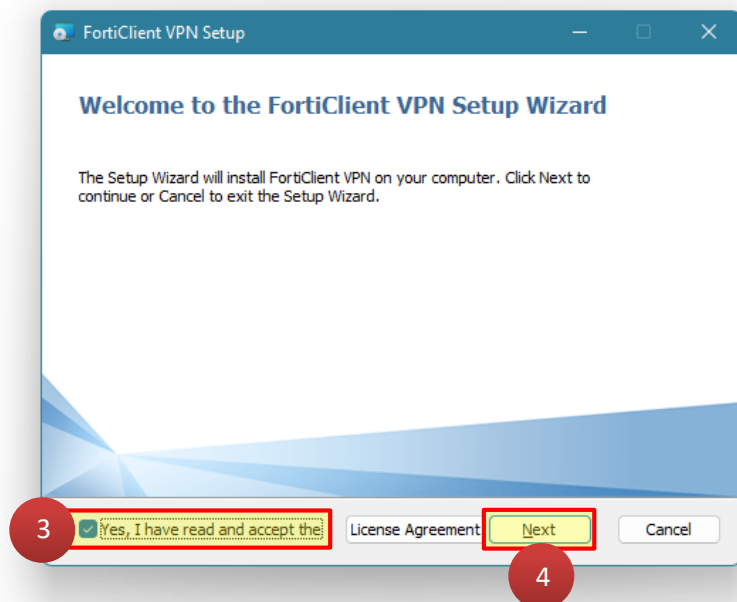 FortiClient VPN Setup
Welcome to the FortiClient VPN Setup Wizard
The Setup Wizard will install FortiClient VPN on your computer. Click Next to
continue or Cancel to exit the Setup Wizard.
3 Yes, I have read and accept the License Agreement Next Cancel
4